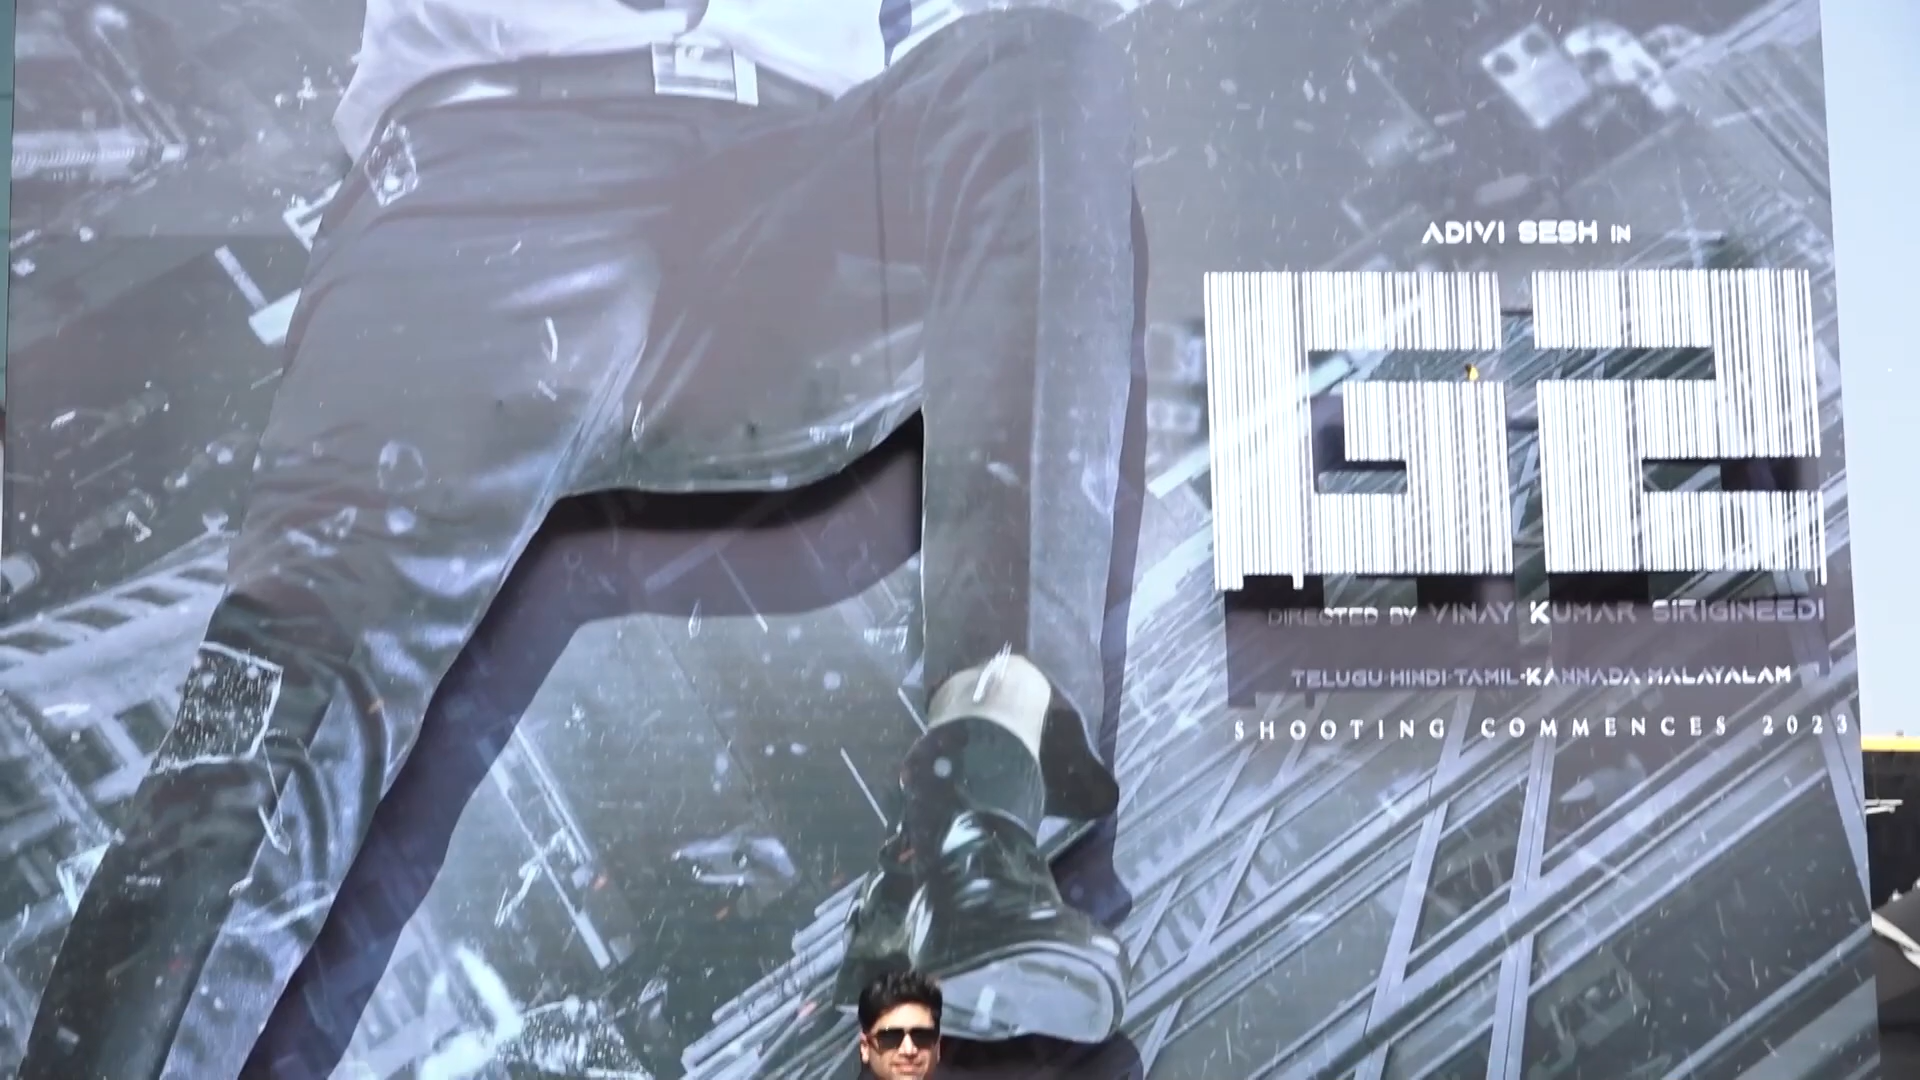 ADIVI SESH IN
G2
DIRECTED BY VINAY KUMAR SIRIGINEEDI
TELUGU·HINDI·TAMIL·KANNADA·MALAYALAM
SHOOTING COMMENCES 2023